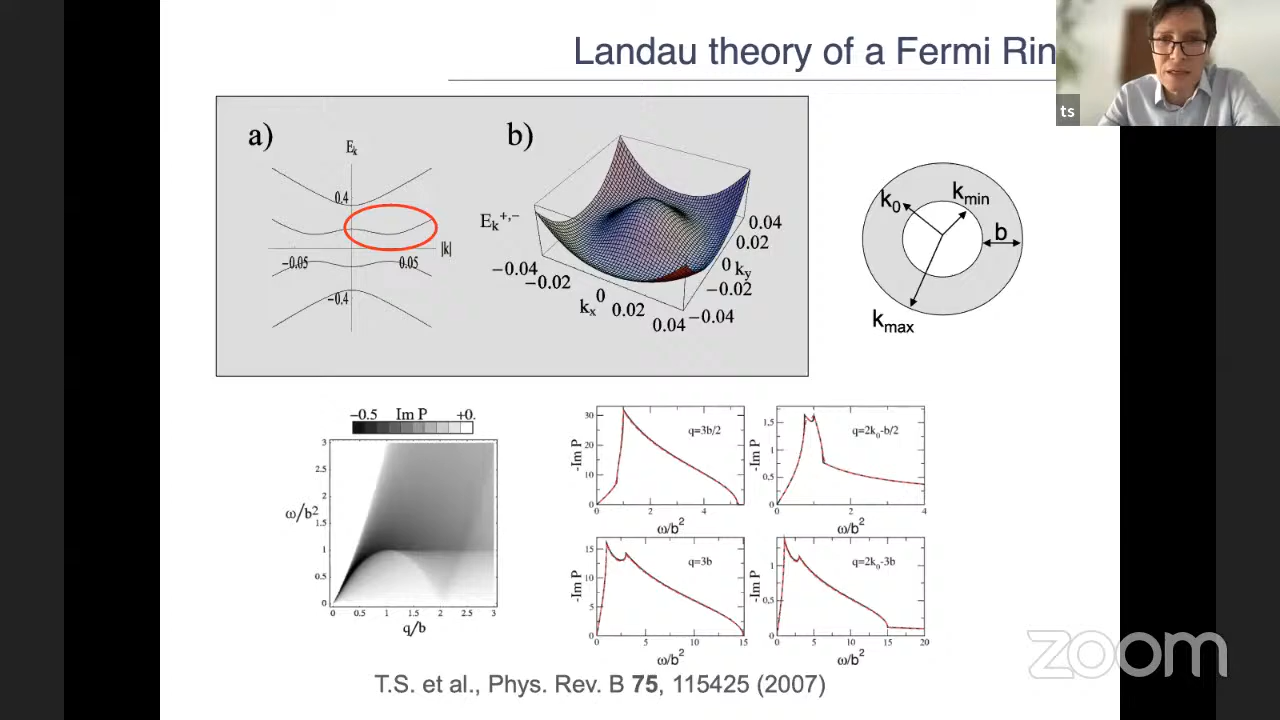 Landau theory of a Fermi Rin
ts
a)
E_k
0.4
−0.05
0.05
|k|
−0.4
b)
E_k^{+,−}
−0.04
−0.02
0
k_x
0.02
0.04
0.04
0.02
0
k_y
−0.02
−0.04
k_0
k_min
b
k_max
−0.5 Im P +0.
3
2.5
2
ω/b²
1.5
1
0.5
0
0 0.5 1 1.5 2 2.5 3
q/b
30
20
10
0
-Im P
q=3b/2
0 2 4
ω/b²
1.5
1
0.5
0
-Im P
q=2k_0-b/2
0 2 4
ω/b²
15
10
5
0
-Im P
q=3b
0 5 10 15
ω/b²
1
0.5
0
-Im P
q=2k_0-3b
0 5 10 15 20
ω/b²
T.S. et al., Phys. Rev. B 75, 115425 (2007)
zoom